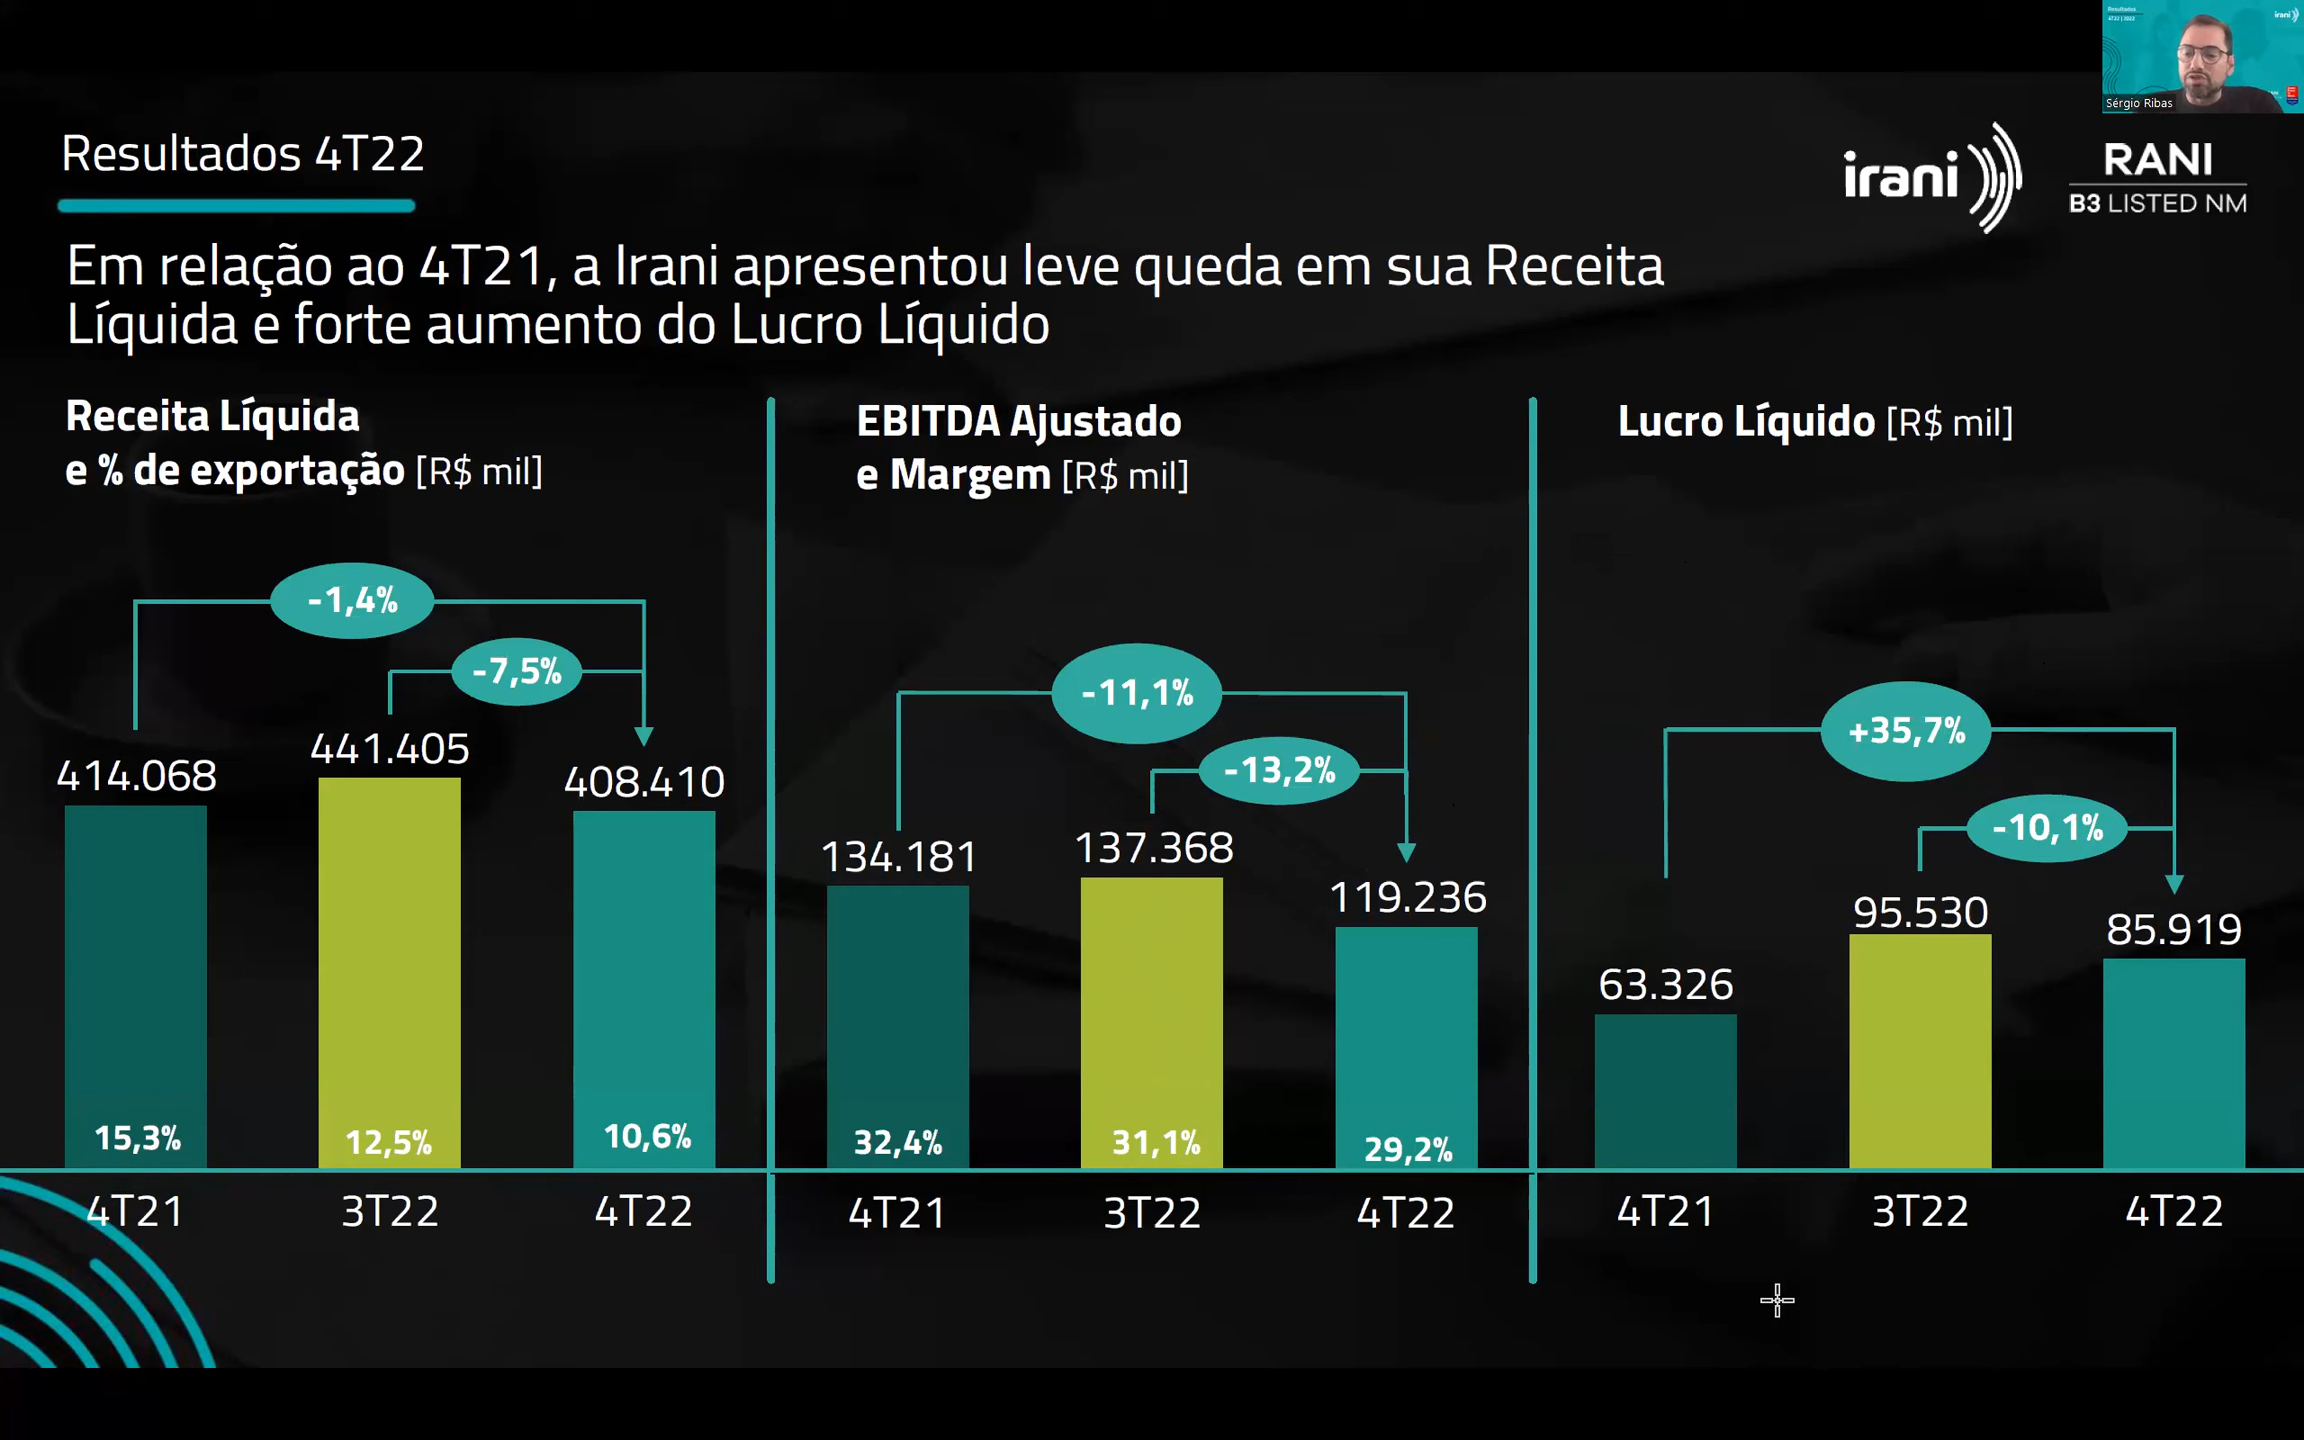 Resultados
4T22 | 2022
irani
Sérgio Ribas
Resultados 4T22
irani
RANI
B3 LISTED NM
Em relação ao 4T21, a Irani apresentou leve queda em sua Receita
Líquida e forte aumento do Lucro Líquido
Receita Líquida
e % de exportação [R$ mil]
-1,4%
-7,5%
414.068
441.405
408.410
15,3%
12,5%
10,6%
4T21
3T22
4T22
EBITDA Ajustado
e Margem [R$ mil]
-11,1%
-13,2%
134.181
137.368
119.236
32,4%
31,1%
29,2%
4T21
3T22
4T22
Lucro Líquido [R$ mil]
+35,7%
-10,1%
63.326
95.530
85.919
4T21
3T22
4T22